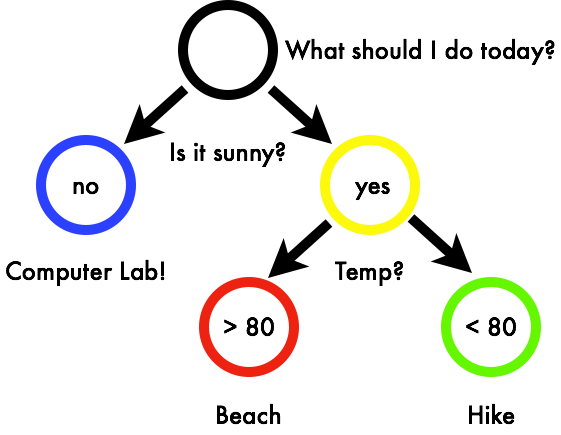 What should I do today?
Is it sunny?
no
yes
Computer Lab!
Temp?
> 80
< 80
Beach
Hike